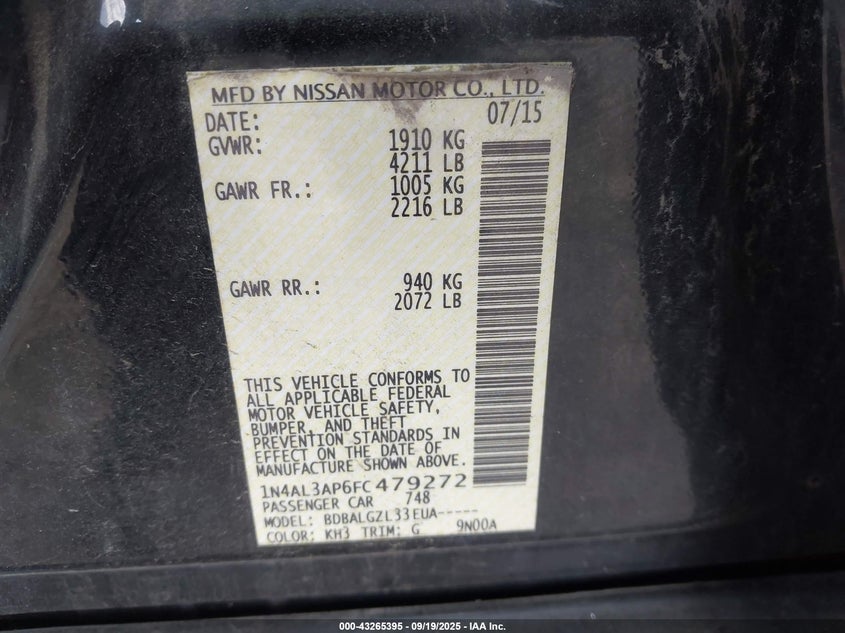 MFD BY NISSAN MOTOR CO., LTD.
DATE: 07/15
GVWR: 1910 KG
4211 LB
GAWR FR.: 1005 KG
2216 LB
GAWR RR.: 940 KG
2072 LB
THIS VEHICLE CONFORMS TO
ALL APPLICABLE FEDERAL
MOTOR VEHICLE SAFETY,
BUMPER, AND THEFT
PREVENTION STANDARDS IN
EFFECT ON THE DATE OF
MANUFACTURE SHOWN ABOVE.
1N4AL3AP6FC479272
PASSENGER CAR 748
MODEL: BDBALGZL33EUA-----
COLOR: KH3 TRIM: G 9N00A
000-43265395 - 09/19/2025 - IAA Inc.